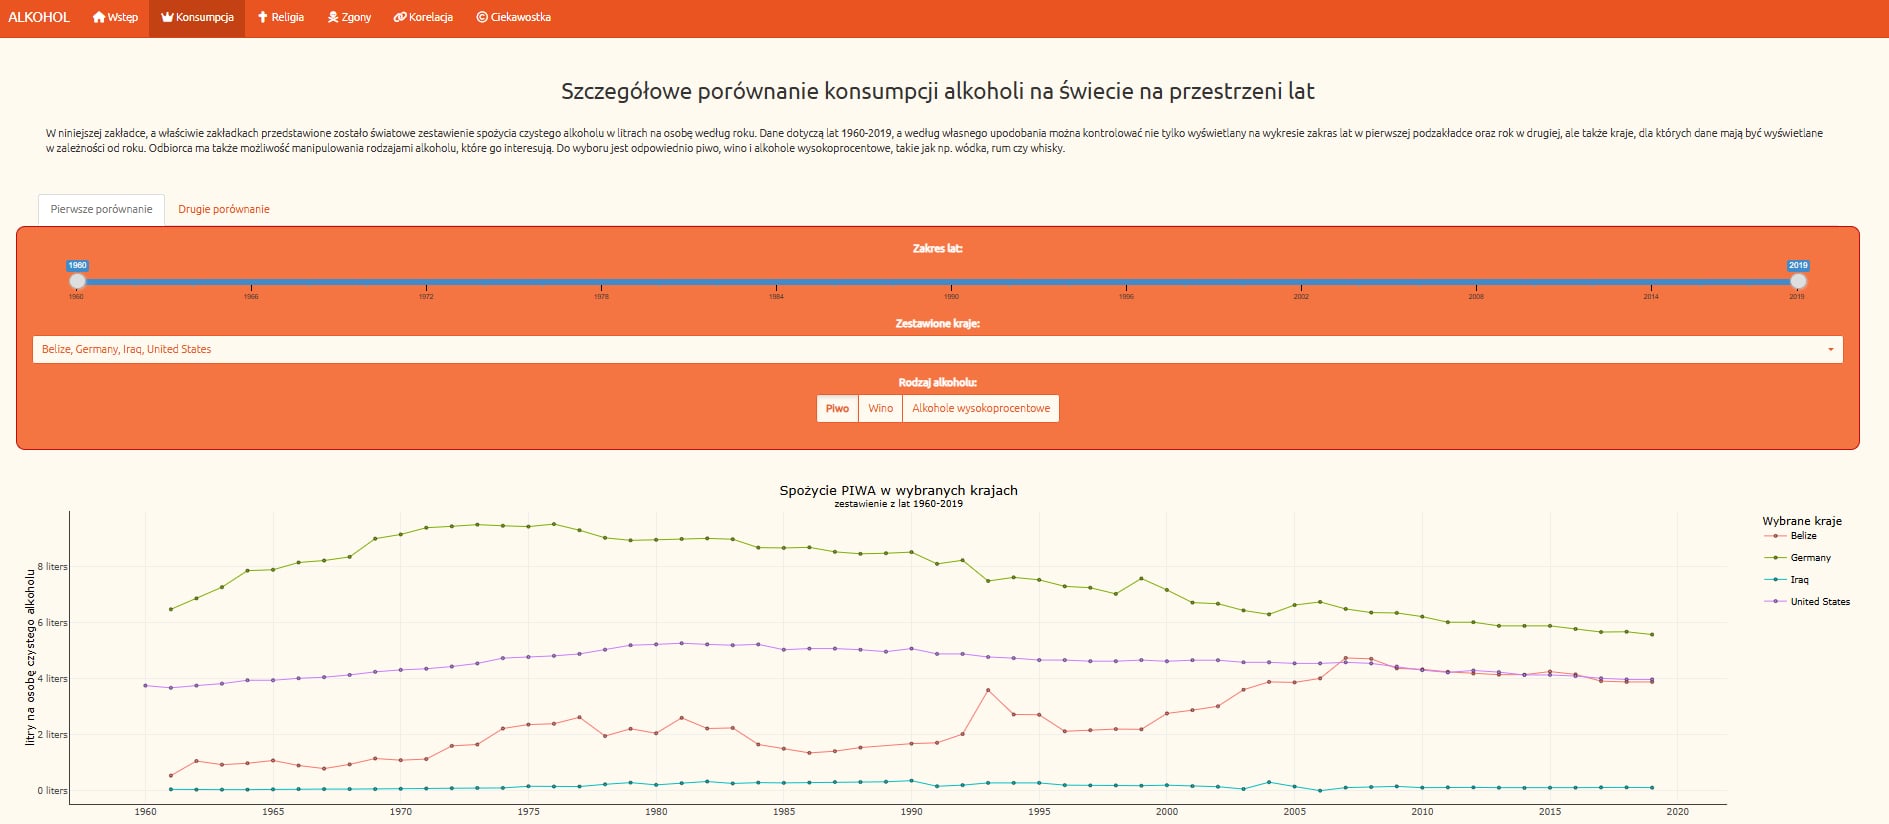 ALKOHOL Wstęp Konsumpcja Religia Zgony Korelacja Ciekawostka
Szczegółowe porównanie konsumpcji alkoholi na świecie na przestrzeni lat
W niniejszej zakładce, a właściwie zakładkach przedstawione zostało światowe zestawienie spożycia czystego alkoholu w litrach na osobę według roku. Dane dotyczą lat 1960-2019, a według własnego upodobania można kontrolować nie tylko wyświetlany na wykresie zakras lat w pierwszej podzakładce oraz rok w drugiej, ale także kraje, dla których dane mają być wyświetlane
w zależności od roku. Odbiorca ma także możliwość manipulowania rodzajami alkoholu, które go interesują. Do wyboru jest odpowiednio piwo, wino i alkohole wysokoprocentowe, takie jak np. wódka, rum czy whisky.
Pierwsze porównanie Drugie porównanie
Zakres lat:
1960 2019
1960 1966 1972 1978 1984 1990 1996 2002 2008 2014 2019
Zestawione kraje:
Belize, Germany, Iraq, United States
Rodzaj alkoholu:
Piwo Wino Alkohole wysokoprocentowe
Spożycie PIWA w wybranych krajach
zestawienie z lat 1960-2019
litry na osobę czystego alkoholu
8 liters
6 liters
4 liters
2 liters
0 liters
1960 1965 1970 1975 1980 1985 1990 1995 2000 2005 2010 2015 2020
Wybrane kraje
Belize
Germany
Iraq
United States